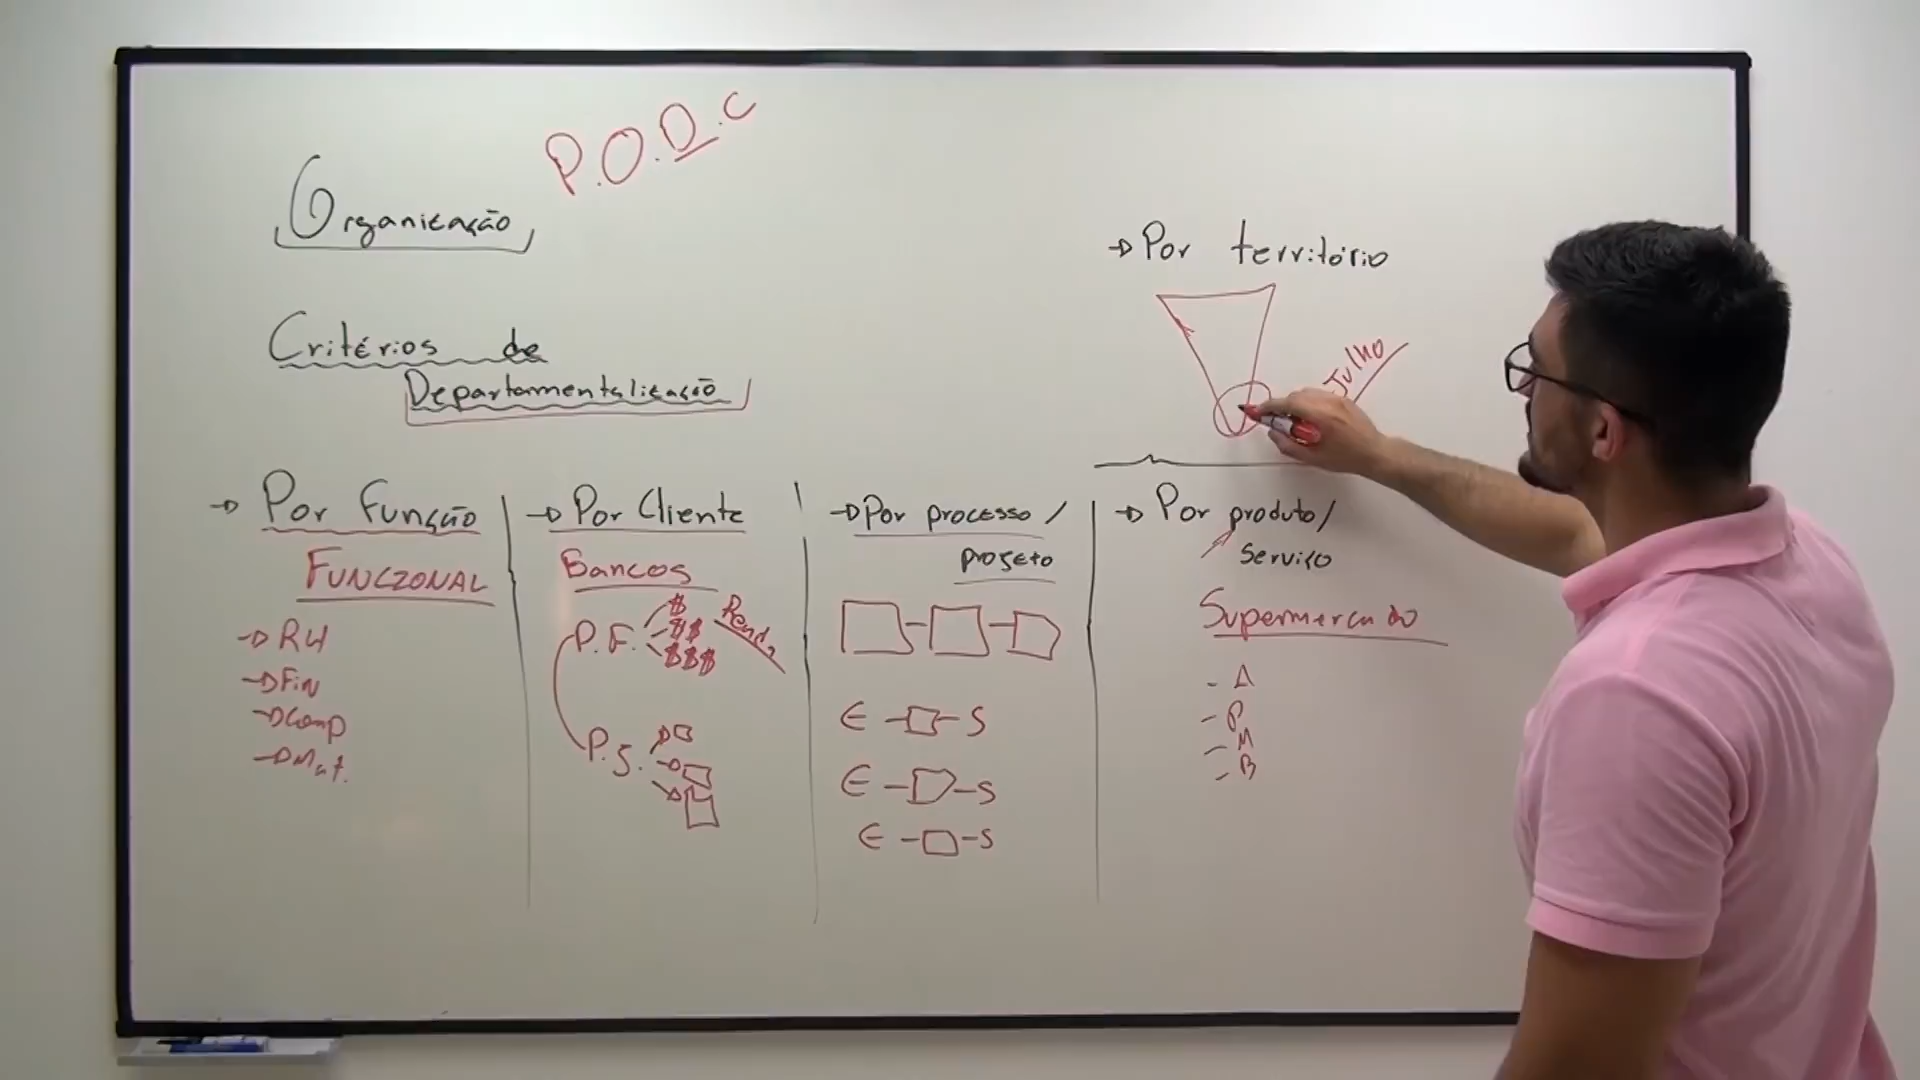 P.O.D.C
Organização
Critérios de
Departamentalização
→ Por território
Julho
→ Por Função
FUNCIONAL
→ RH
→ Fin
→ Comp
→ Mat.
→ Por Cliente
Bancos
P.F.
$
$$
$$$
Rend.
P.J.
→ Por processo /
projeto
E - - S
E - - S
E - - S
→ Por produto/
Serviço
Supermercado
- A
- P
- M
- B